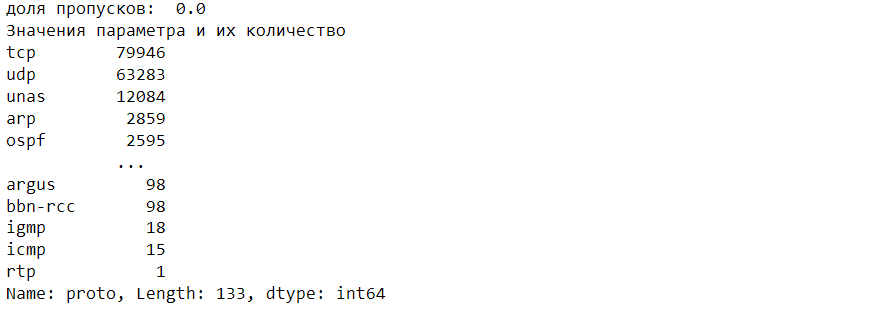 доля пропусков:  0.0
Значения параметра и их количество
tcp        79946
udp        63283
unas       12084
arp         2859
ospf        2595
           ...
argus         98
bbn-rcc       98
igmp          18
icmp          15
rtp            1
Name: proto, Length: 133, dtype: int64